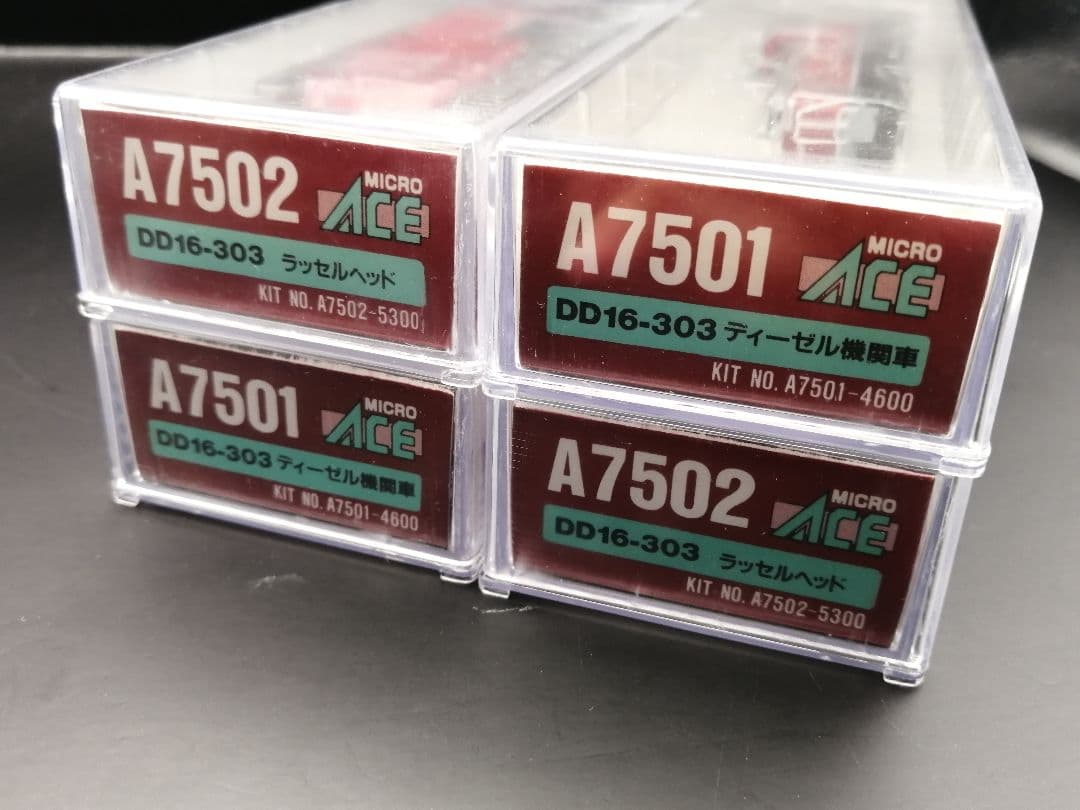 A7502
MICRO
ACE
DD16-303 ラッセルヘッド
KIT NO. A7502-5300
A7501
MICRO
ACE
DD16-303 ディーゼル機関車
KIT NO. A7501-4600
A7501
MICRO
ACE
DD16-303 ディーゼル機関車
KIT NO. A7501-4600
A7502
MICRO
ACE
DD16-303 ラッセルヘッド
KIT NO. A7502-5300